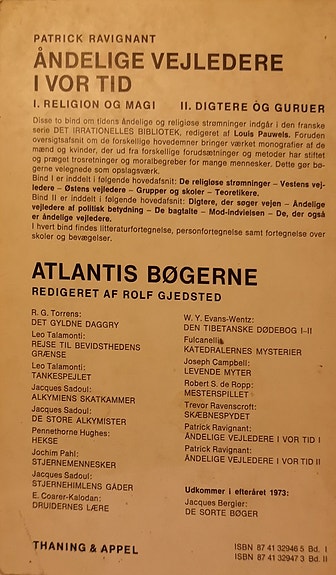 PATRICK RAVIGNANT
ÅNDELIGE VEJLEDERE
I VOR TID
I. RELIGION OG MAGI II. DIGTERE OG GURUER
Disse to bind om tidens åndelige og religiøse strømninger indgår i den franske
serie DET IRRATIONELLES BIBLIOTEK, redigeret af Louis Pauwels. Foruden
oversigtsafsnit om de forskellige hovedemner bringer værket monografier af de
mænd og kvinder, der ud fra forskellige forudsætninger og metoder har stiftet
og præget trosretninger og moralbegreber for mange mennesker. Dette gør bø-
gerne velegnede som opslagsværk.
Bind I er inddelt i følgende hovedafsnit: De religiøse strømninger – Vestens vej-
ledere – Østens vejledere – Grupper og skoler – Teoretikere.
Bind II er inddelt i følgende hovedafsnit: Digtere, der søger vejen – Åndelige
vejledere af politisk betydning – De bagtalte – Mod-indvielsen – De, der også
er åndelige vejledere.
I hvert bind findes litteraturfortegnelse, personfortegnelse samt fortegnelse over
skoler og bevægelser.
ATLANTIS BØGERNE
REDIGERET AF ROLF GJEDSTED
R. G. Torrens:
DET GYLDNE DAGGRY
Leo Talamonti:
REJSE TIL BEVIDSTHEDENS
GRÆNSE
Leo Talamonti:
TANKESPEJLET
Jacques Sadoul:
ALKYMIENS SKATKAMMER
Jacques Sadoul:
DE STORE ALKYMISTER
Pennethorne Hughes:
HEKSE
Jochim Pahl:
STJERNEMENNESKER
Jacques Sadoul:
STJERNEHIMLENS GÅDER
E. Coarer-Kalodan:
DRUIDERNES LÆRE
W. Y. Evans-Wentz:
DEN TIBETANSKE DØDEBOG I–II
Fulcanelli:
KATEDRALERNES MYSTERIER
Joseph Campbell:
LEVENDE MYTER
Robert S. de Ropp:
MESTERSPILLET
Trevor Ravenscroft:
SKÆBNESPYDET
Patrick Ravignant:
ÅNDELIGE VEJLEDERE I VOR TID I
Patrick Ravignant:
ÅNDELIGE VEJLEDERE I VOR TID II
Udkommer i efteråret 1973:
Jacques Bergier:
DE SORTE BØGER
THANING & APPEL
ISBN 87 41 32946 5 Bd. I
ISBN 87 41 32947 3 Bd. II